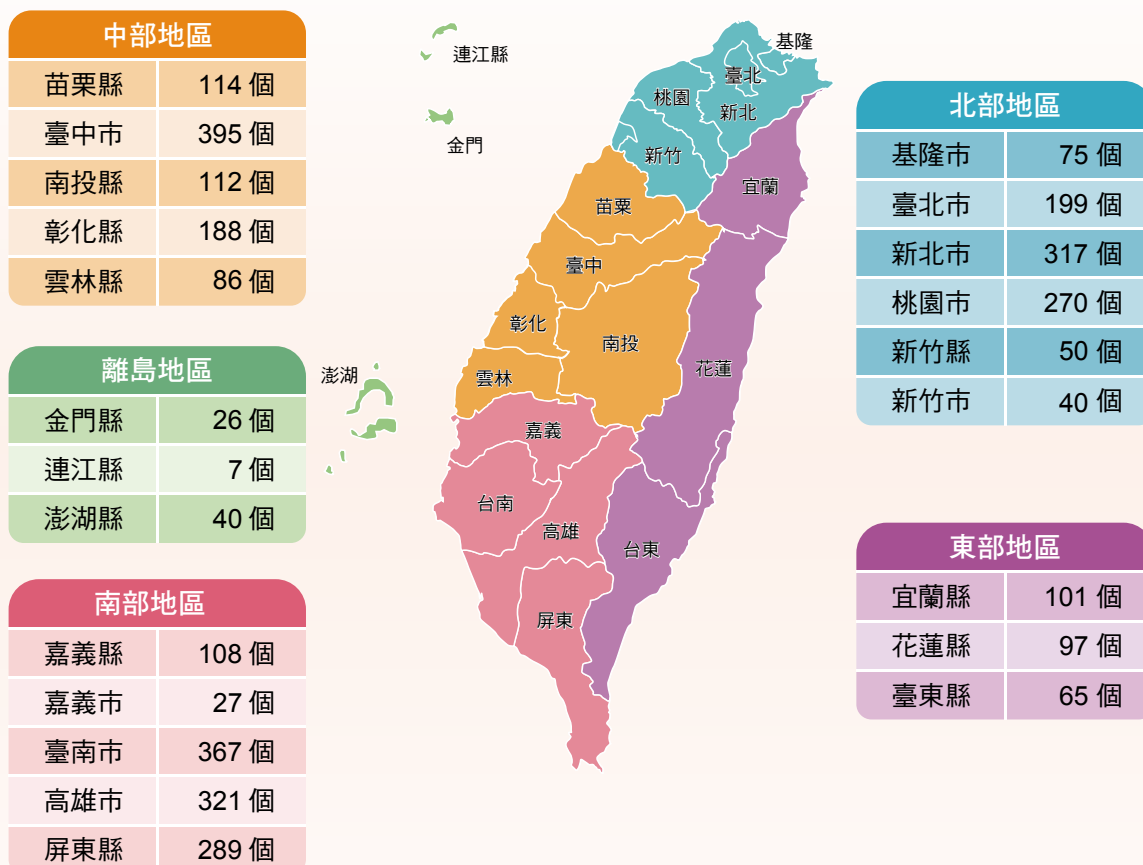 中部地區
苗栗縣 114 個
臺中市 395 個
南投縣 112 個
彰化縣 188 個
雲林縣 86 個
離島地區
金門縣 26 個
連江縣 7 個
澎湖縣 40 個
南部地區
嘉義縣 108 個
嘉義市 27 個
臺南市 367 個
高雄市 321 個
屏東縣 289 個
連江縣
金門
澎湖
基隆
臺北
桃園
新北
新竹
宜蘭
苗栗
臺中
彰化
南投
花蓮
雲林
嘉義
台南
高雄
台東
屏東
北部地區
基隆市 75 個
臺北市 199 個
新北市 317 個
桃園市 270 個
新竹縣 50 個
新竹市 40 個
東部地區
宜蘭縣 101 個
花蓮縣 97 個
臺東縣 65 個